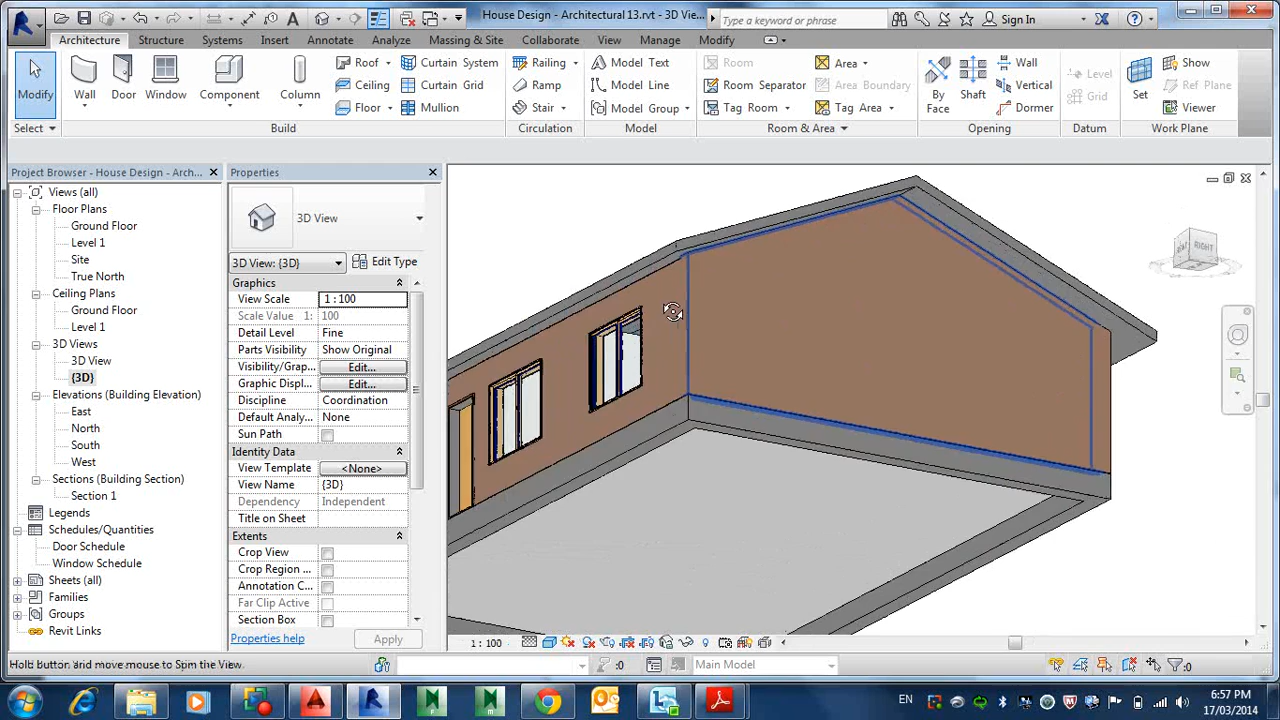 House Design - Architectural 13.rvt - 3D Vie...
Type a keyword or phrase
Sign In
Architecture Structure Systems Insert Annotate Analyze Massing & Site Collaborate View Manage Modify
Modify
Wall
Door
Window
Component
Column
Roof
Ceiling
Floor
Curtain System
Curtain Grid
Mullion
Railing
Ramp
Stair
Model Text
Model Line
Model Group
Room
Room Separator
Tag Room
Area
Area Boundary
Tag Area
By Face
Shaft
Wall
Vertical
Dormer
Level
Grid
Set
Show
Ref Plane
Viewer
Select Build Circulation Model Room & Area Opening Datum Work Plane
Project Browser - House Design - Arch...
Views (all)
Floor Plans
Ground Floor
Level 1
Site
True North
Ceiling Plans
Ground Floor
Level 1
3D Views
3D View
{3D}
Elevations (Building Elevation)
East
North
South
West
Sections (Building Section)
Section 1
Legends
Schedules/Quantities
Door Schedule
Window Schedule
Sheets (all)
Families
Groups
Revit Links
Properties
3D View
3D View: {3D} Edit Type
Graphics
View Scale 1 : 100
Scale Value 1: 100
Detail Level Fine
Parts Visibility Show Original
Visibility/Grap... Edit...
Graphic Displ... Edit...
Discipline Coordination
Default Analy... None
Sun Path
Identity Data
View Template <None>
View Name {3D}
Dependency Independent
Title on Sheet
Extents
Crop View
Crop Region ...
Annotation C...
Far Clip Active
Section Box
Properties help Apply
RIGHT
1 : 100
Hold button and move mouse to Spin the View.
:0
Main Model
:0
EN
6:57 PM
17/03/2014